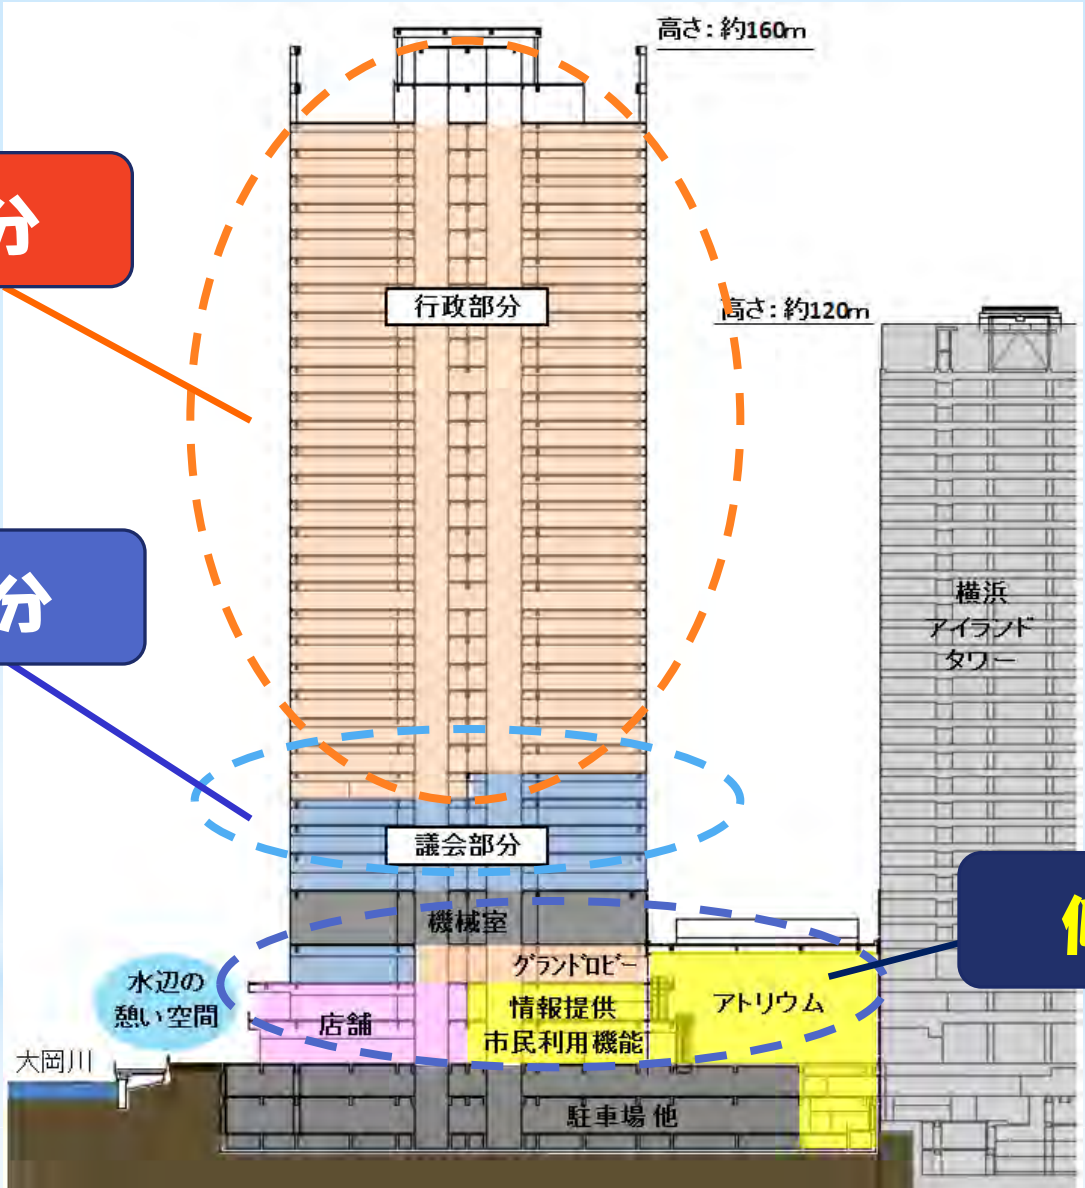 高さ：約160m
分
行政部分
高さ：約120m
分
横浜
アイランド
タワー
議会部分
機械室
グランドロビー
水辺の
憩い空間
店舗
情報提供
市民利用機能
アトリウム
大岡川
駐車場他